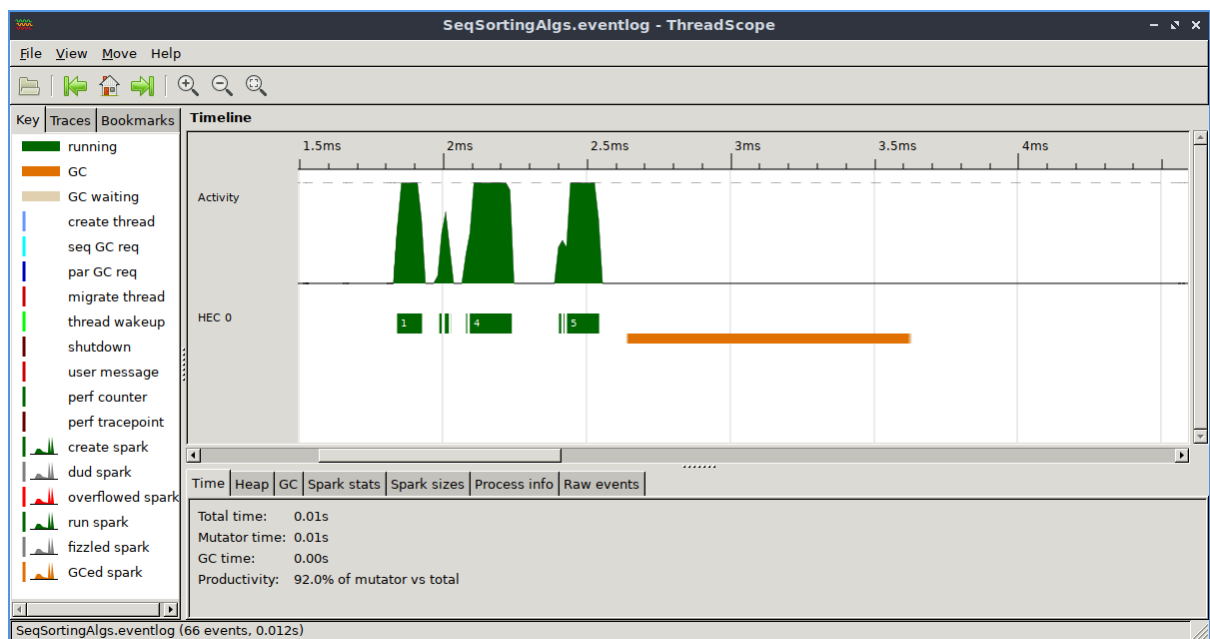 SeqSortingAlgs.eventlog - ThreadScope
File View Move Help
Key Traces Bookmarks
running
GC
GC waiting
create thread
seq GC req
par GC req
migrate thread
thread wakeup
shutdown
user message
perf counter
perf tracepoint
create spark
dud spark
overflowed spark
run spark
fizzled spark
GCed spark
Timeline
1.5ms 2ms 2.5ms 3ms 3.5ms 4ms
Activity
HEC 0
1 4 5
Time Heap GC Spark stats Spark sizes Process info Raw events
Total time: 0.01s
Mutator time: 0.01s
GC time: 0.00s
Productivity: 92.0% of mutator vs total
SeqSortingAlgs.eventlog (66 events, 0.012s)